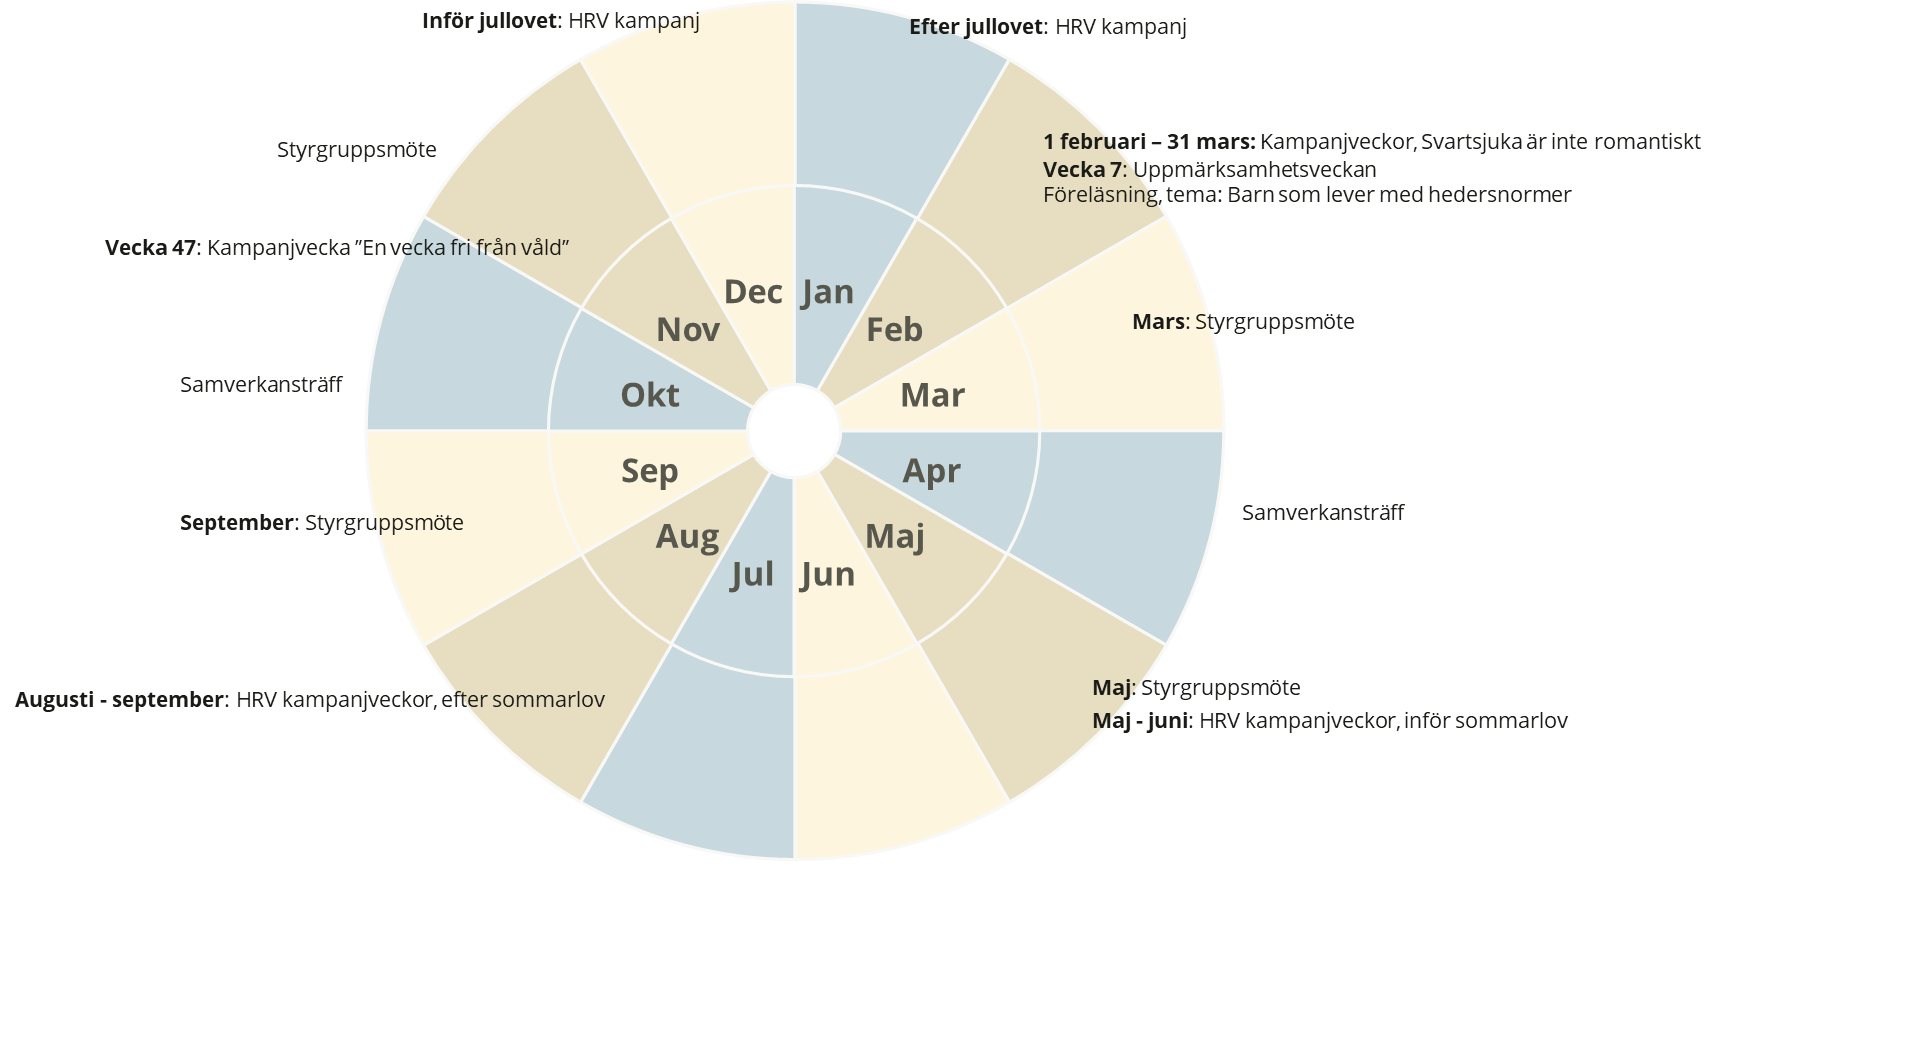 Inför jullovet: HRV kampanj
Efter jullovet: HRV kampanj
1 februari – 31 mars: Kampanjveckor, Svartsjuka är inte romantiskt
Vecka 7: Uppmärksamhetsveckan
Föreläsning, tema: Barn som lever med hedersnormer
Styrgruppsmöte
Vecka 47: Kampanjvecka ”En vecka fri från våld”
Dec
Jan
Nov
Feb
Mars: Styrgruppsmöte
Samverkansträff
Okt
Mar
Sep
Apr
September: Styrgruppsmöte
Samverkansträff
Aug
Maj
Jul
Jun
Augusti - september: HRV kampanjveckor, efter sommarlov
Maj: Styrgruppsmöte
Maj - juni: HRV kampanjveckor, inför sommarlov